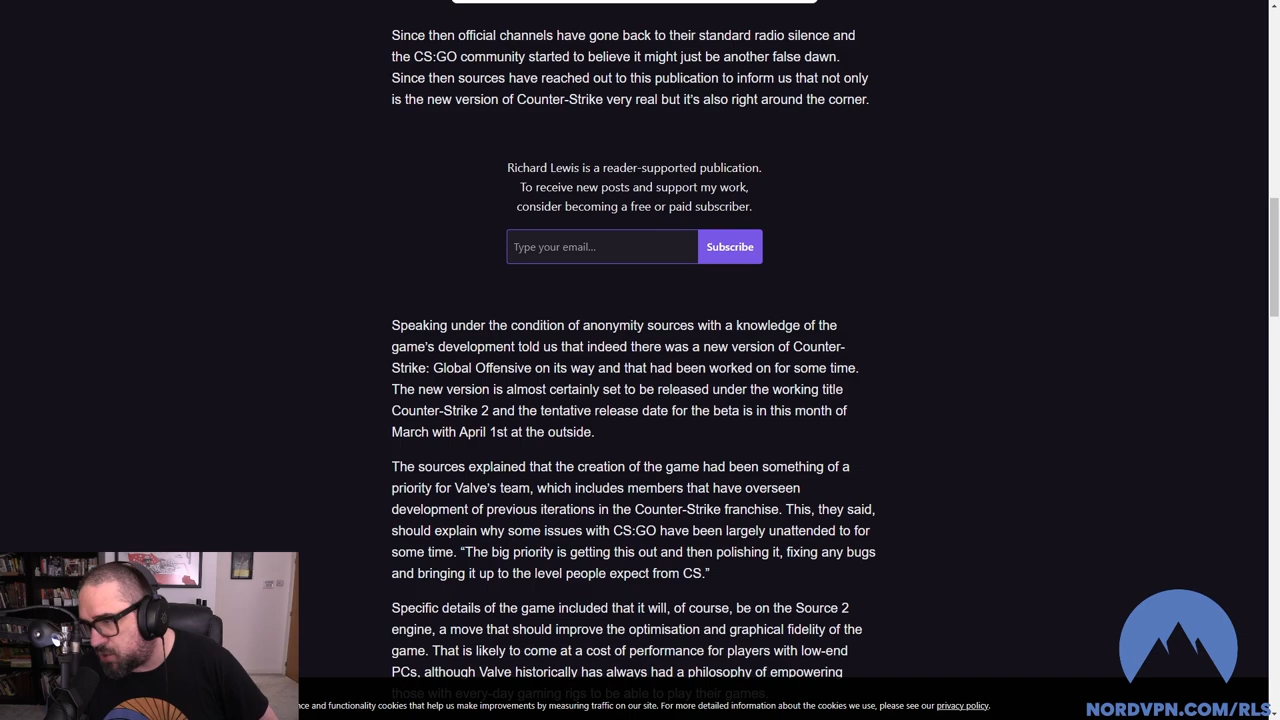 Since then official channels have gone back to their standard radio silence and
the CS:GO community started to believe it might just be another false dawn.
Since then sources have reached out to this publication to inform us that not only
is the new version of Counter-Strike very real but it's also right around the corner.
Richard Lewis is a reader-supported publication.
To receive new posts and support my work,
consider becoming a free or paid subscriber.
Type your email...
Subscribe
Speaking under the condition of anonymity sources with a knowledge of the
game's development told us that indeed there was a new version of Counter-
Strike: Global Offensive on its way and that had been worked on for some time.
The new version is almost certainly set to be released under the working title
Counter-Strike 2 and the tentative release date for the beta is in this month of
March with April 1st at the outside.
The sources explained that the creation of the game had been something of a
priority for Valve's team, which includes members that have overseen
development of previous iterations in the Counter-Strike franchise. This, they said,
should explain why some issues with CS:GO have been largely unattended to for
some time. “The big priority is getting this out and then polishing it, fixing any bugs
and bringing it up to the level people expect from CS.”
Specific details of the game included that it will, of course, be on the Source 2
engine, a move that should improve the optimisation and graphical fidelity of the
game. That is likely to come at a cost of performance for players with low-end
PCs, although Valve historically has always had a philosophy of empowering
those with every-day gaming rigs to be able to play their games.
and functionality cookies that help us make improvements by measuring traffic on our site. For more detailed information about the cookies we use, please see our privacy policy.
NORDVPN.COM/RLS